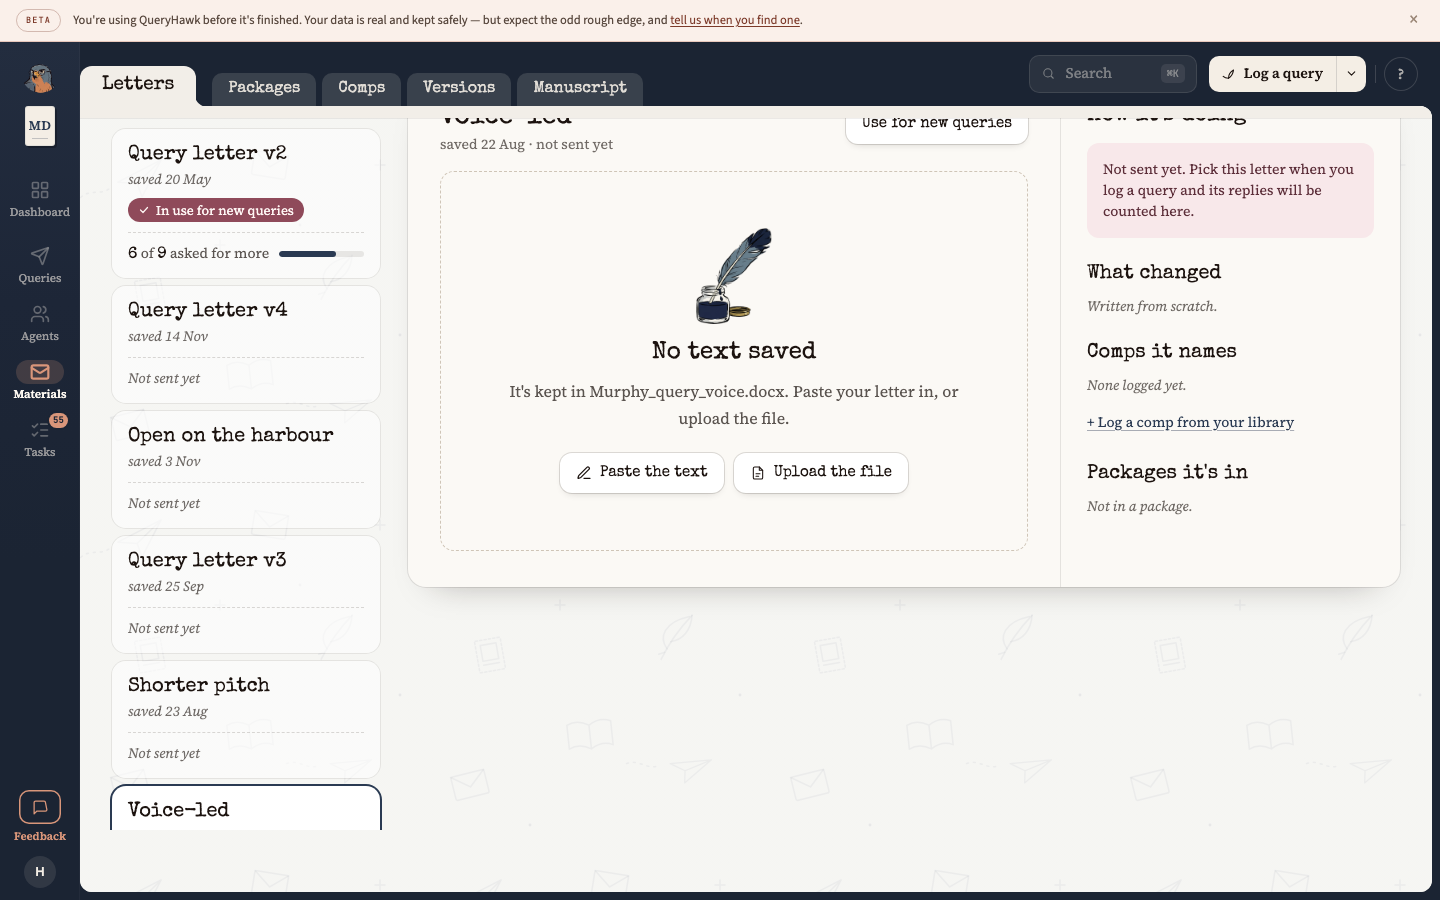 BETA
You're using QueryHawk before it's finished. Your data is real and kept safely — but expect the odd rough edge, and tell us when you find one.
×
Letters
Packages
Comps
Versions
Manuscript
Search
⌘K
Log a query
?
MD
Dashboard
Queries
Agents
Materials
55
Tasks
Feedback
H
Query letter v2
saved 20 May
In use for new queries
6 of 9 asked for more
Query letter v4
saved 14 Nov
Not sent yet
Open on the harbour
saved 3 Nov
Not sent yet
Query letter v3
saved 25 Sep
Not sent yet
Shorter pitch
saved 23 Aug
Not sent yet
Voice-led
Voice-led
saved 22 Aug · not sent yet
Use for new queries
No text saved
It's kept in Murphy_query_voice.docx. Paste your letter in, or
upload the file.
Paste the text
Upload the file
How it's doing
Not sent yet. Pick this letter when you
log a query and its replies will be
counted here.
What changed
Written from scratch.
Comps it names
None logged yet.
+ Log a comp from your library
Packages it's in
Not in a package.